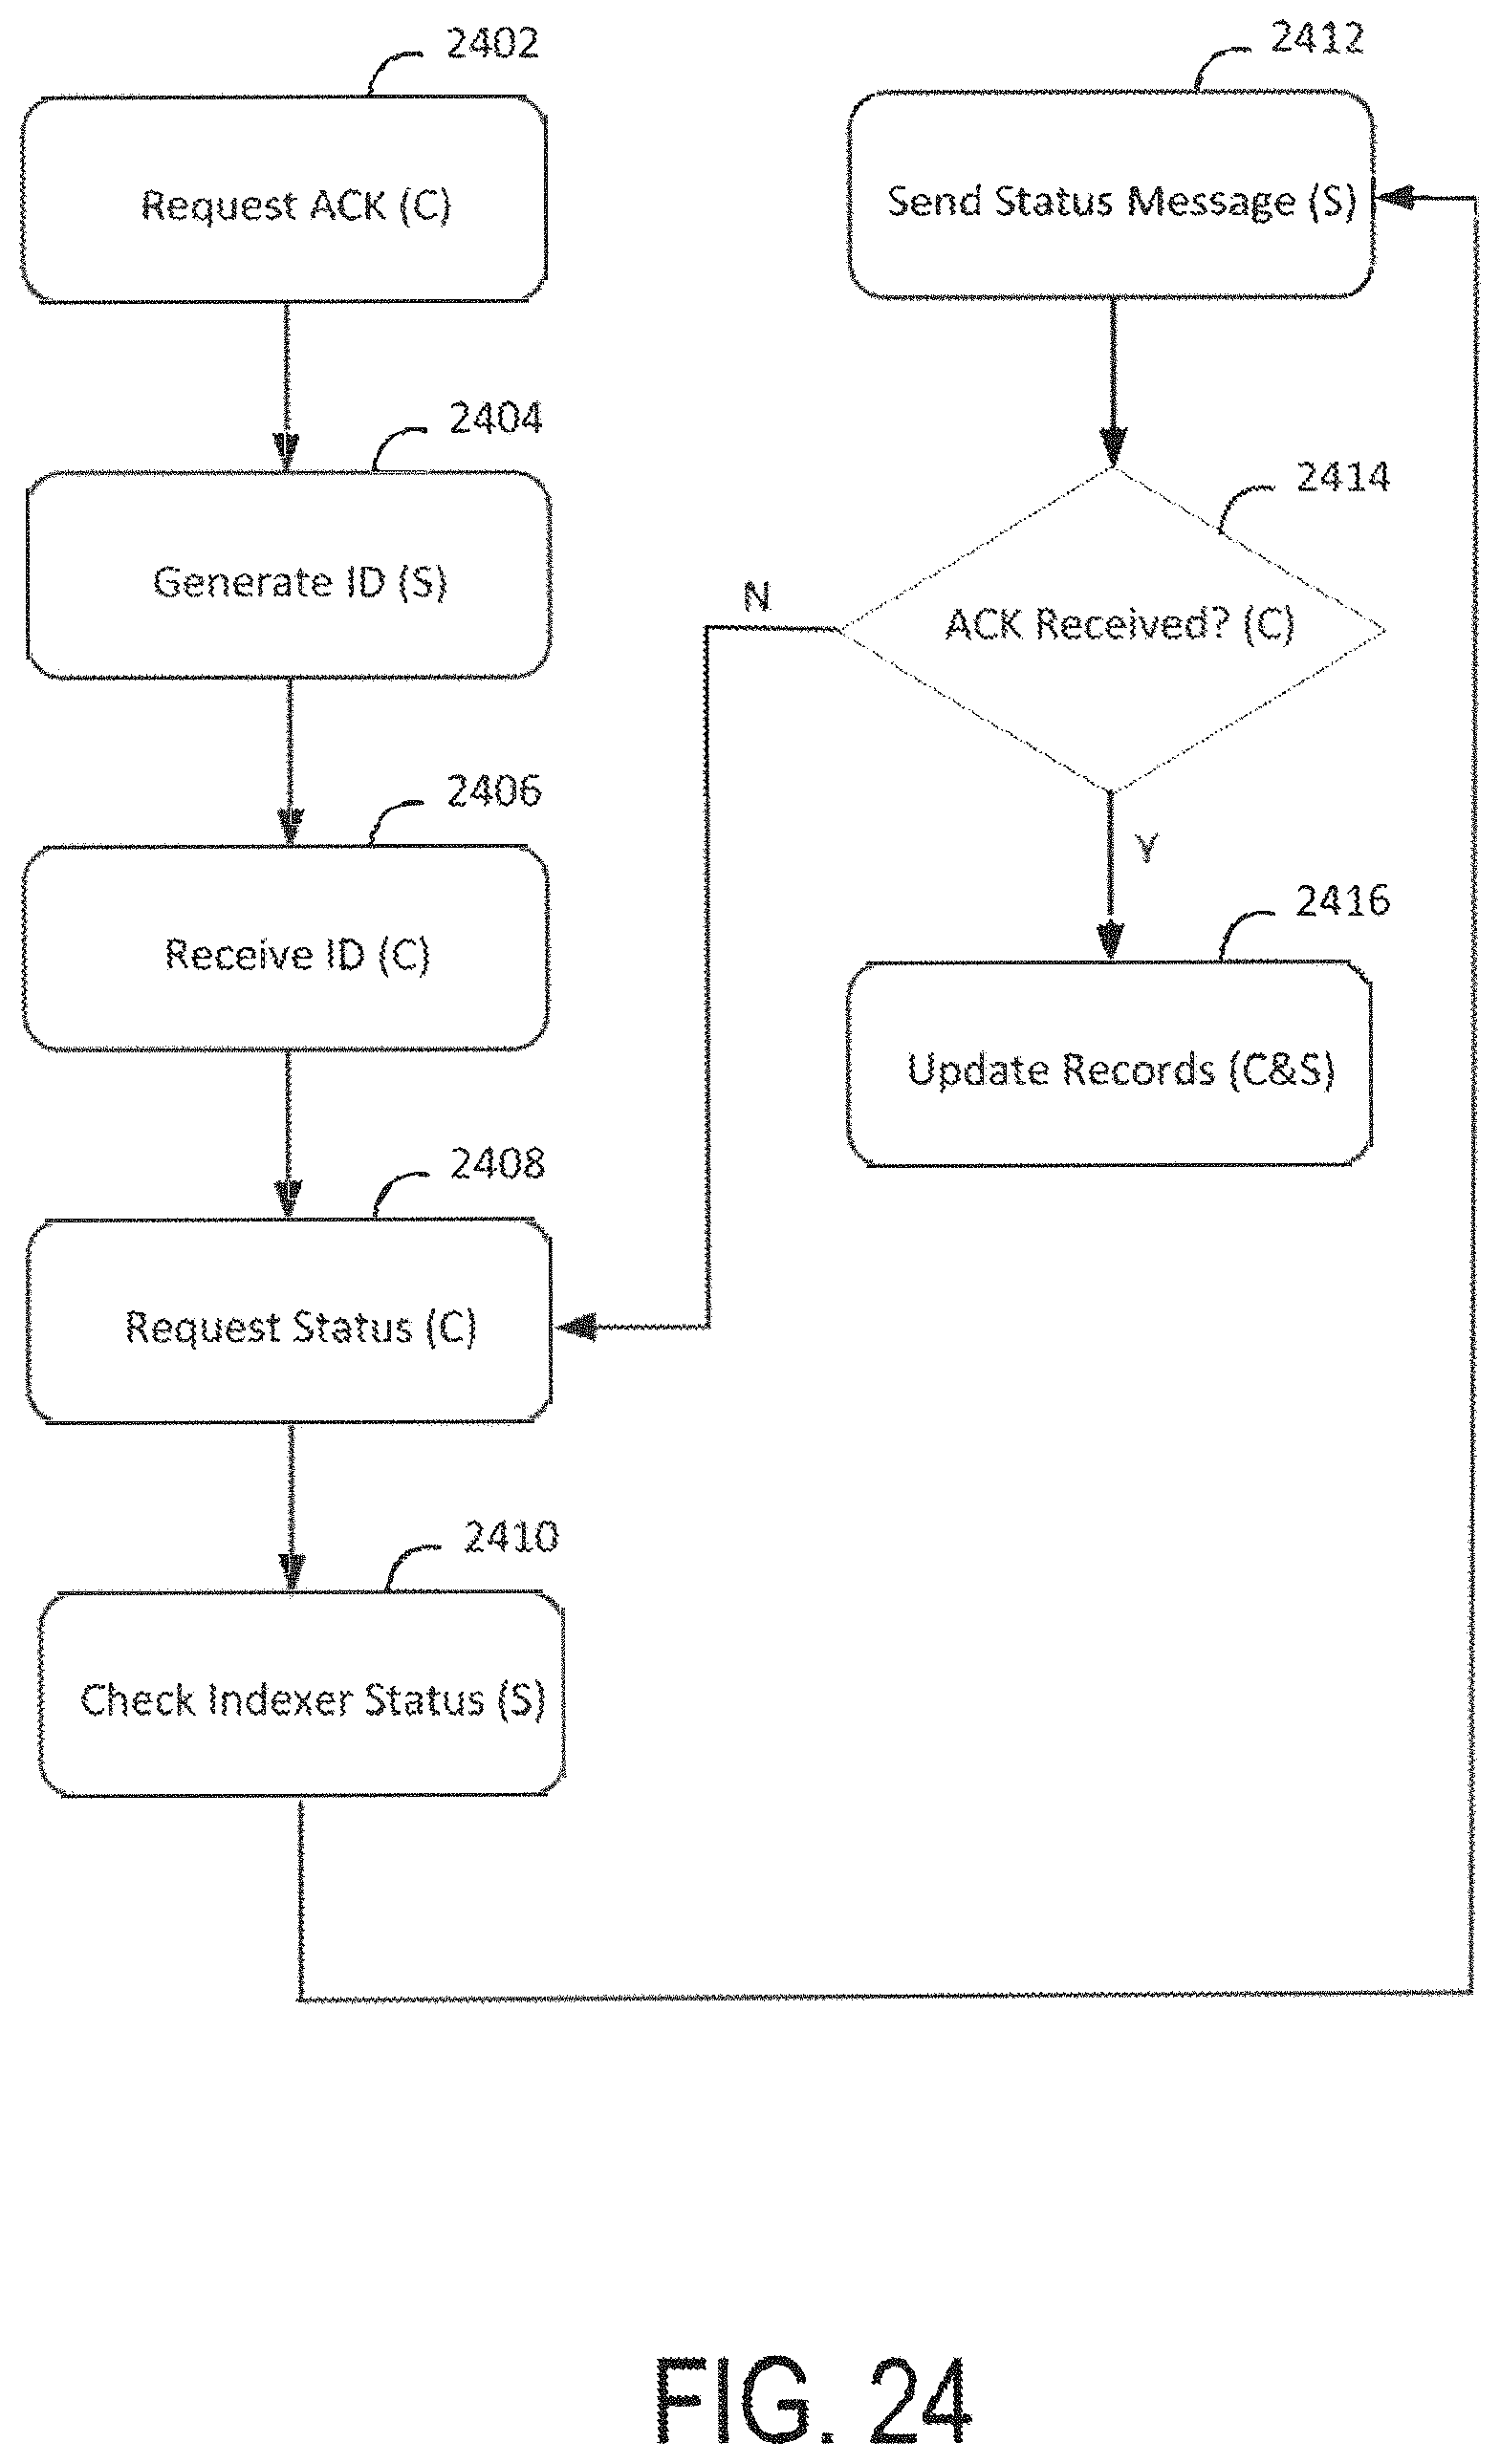 2402
Request ACK (C)
2404
Generate ID (S)
2406
Receive ID (C)
2408
Request Status (C)
2410
Check Indexer Status (S)
2412
Send Status Message (S)
2414
ACK Received? (C)
N
Y
2416
Update Records (C&S)
FIG. 24